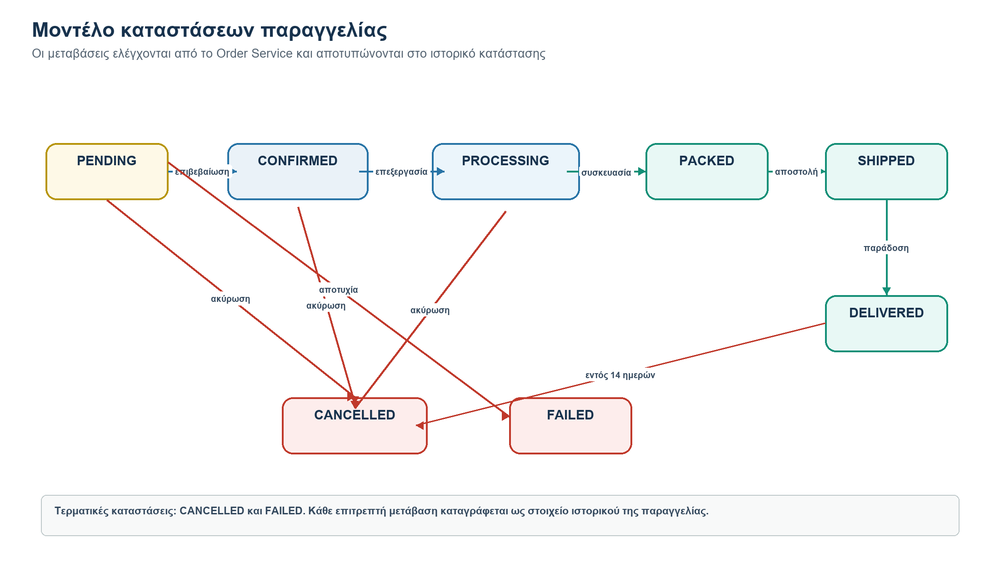 Μοντέλο καταστάσεων παραγγελίας
Οι μεταβάσεις ελέγχονται από το Order Service και αποτυπώνονται στο ιστορικό κατάστασης
PENDING
επιβεβαίωση
CONFIRMED
επεξεργασία
PROCESSING
συσκευασία
PACKED
αποστολή
SHIPPED
παράδοση
αποτυχία
ακύρωση
ακύρωση
ακύρωση
DELIVERED
εντός 14 ημερών
CANCELLED
FAILED
Τερματικές καταστάσεις: CANCELLED και FAILED. Κάθε επιτρεπτή μετάβαση καταγράφεται ως στοιχείο ιστορικού της παραγγελίας.